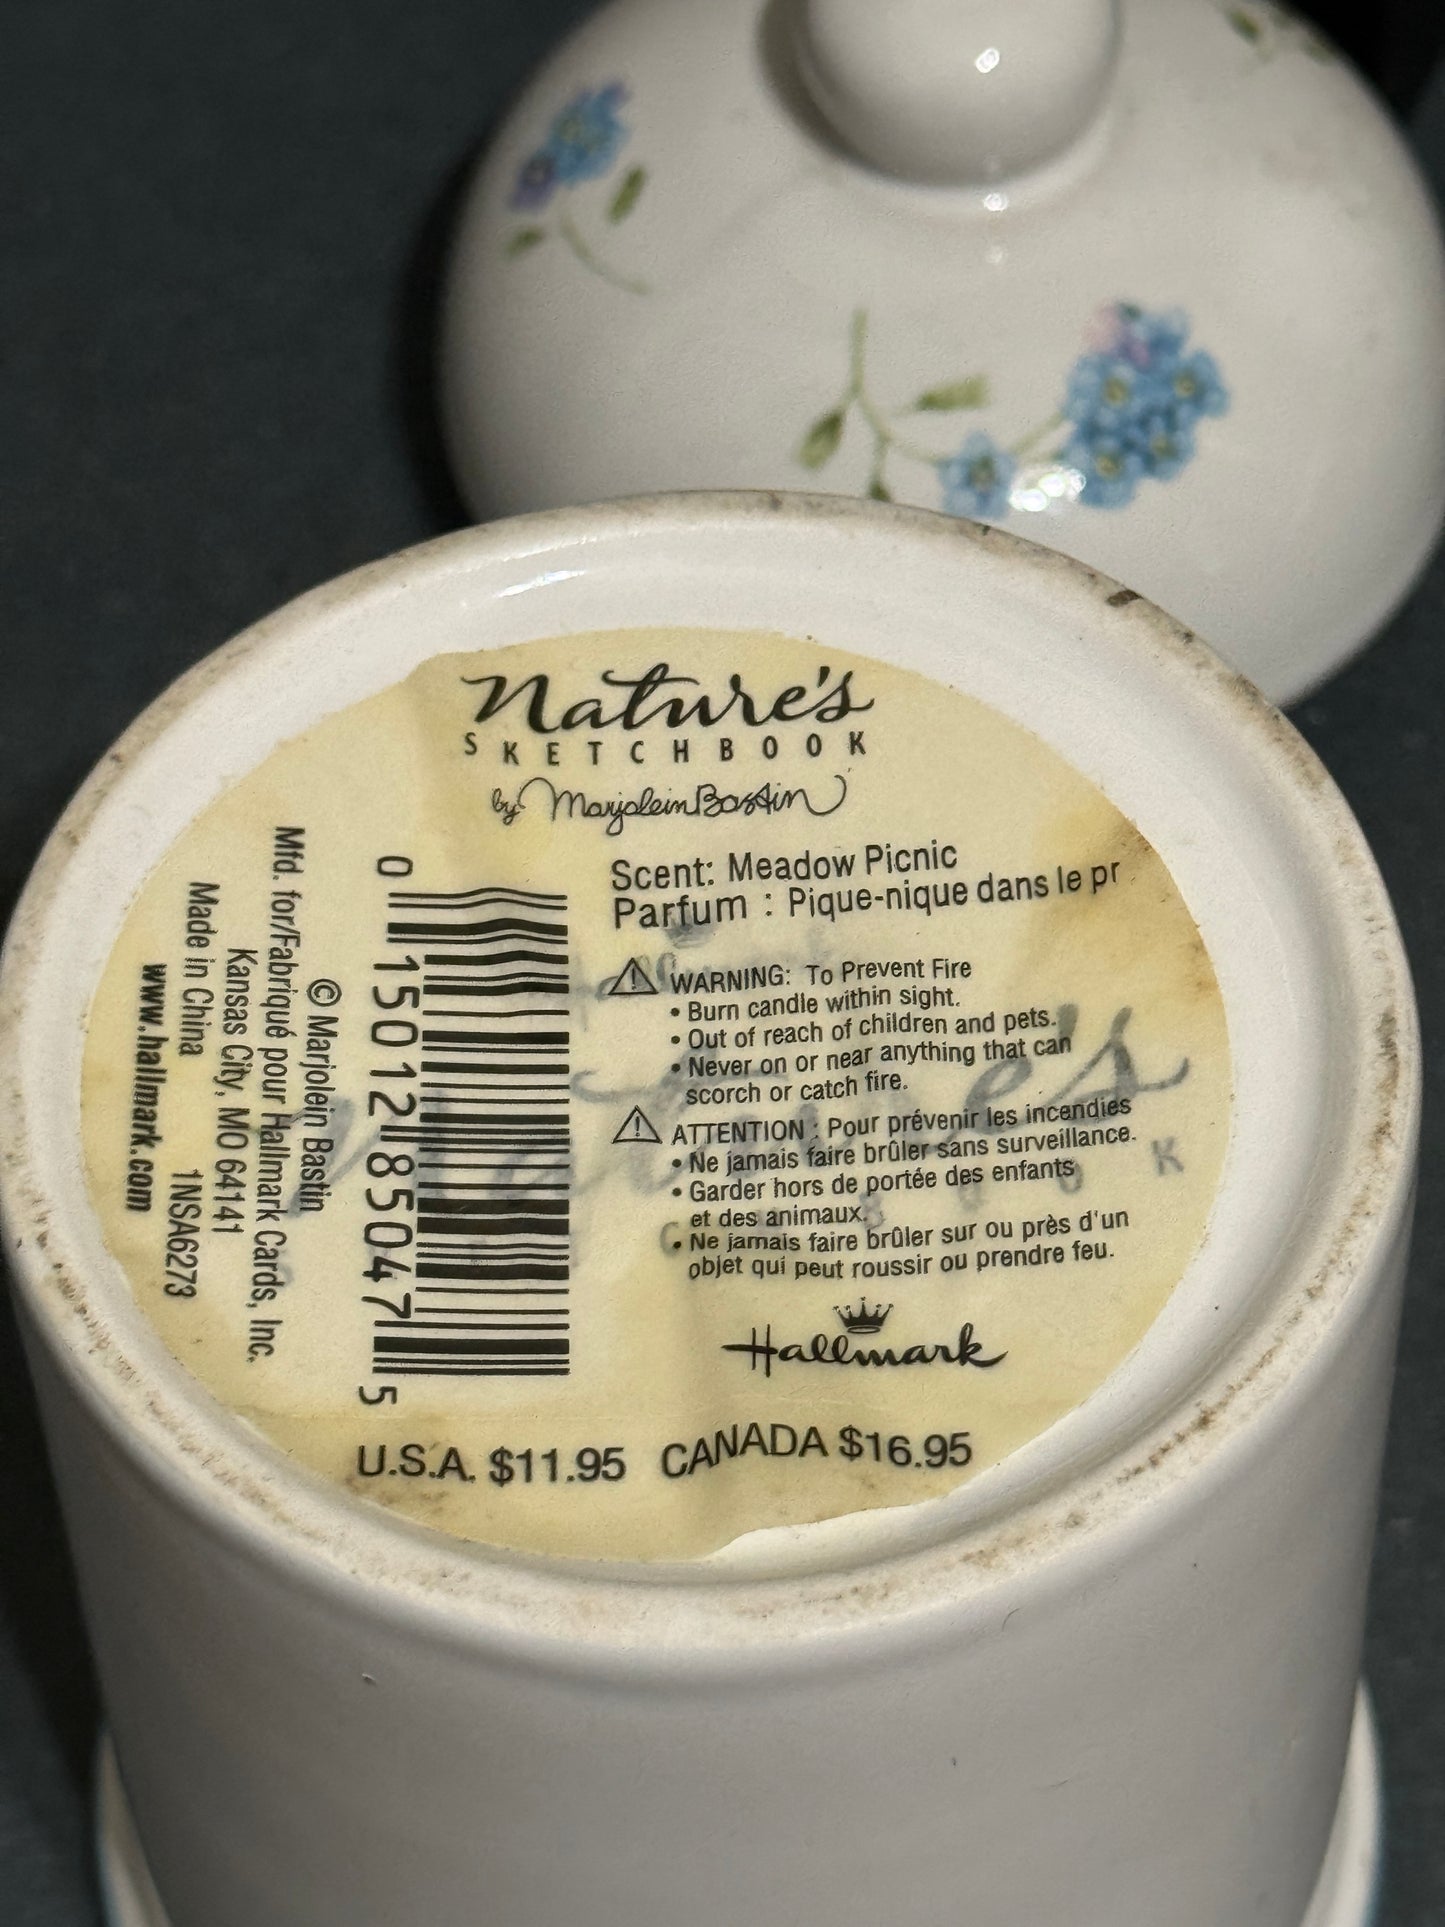 Nature's
SKETCHBOOK
by Marjolein Bastin
Scent: Meadow Picnic
Parfum : Pique-nique dans le pr
⚠ WARNING: To Prevent Fire
• Burn candle within sight.
• Out of reach of children and pets.
• Never on or near anything that can
scorch or catch fire.
⚠ ATTENTION : Pour prévenir les incendies
• Ne jamais faire brûler sans surveillance.
• Garder hors de portée des enfants
et des animaux.
• Ne jamais faire brûler sur ou près d'un
objet qui peut roussir ou prendre feu.
Hallmark
U.S.A. $11.95 CANADA $16.95
0 15012 85047 5
© Marjolein Bastin
Mfd. for/Fabriqué pour Hallmark Cards, Inc.
Kansas City, MO 64141
Made in China 1NSA6273
www.hallmark.com